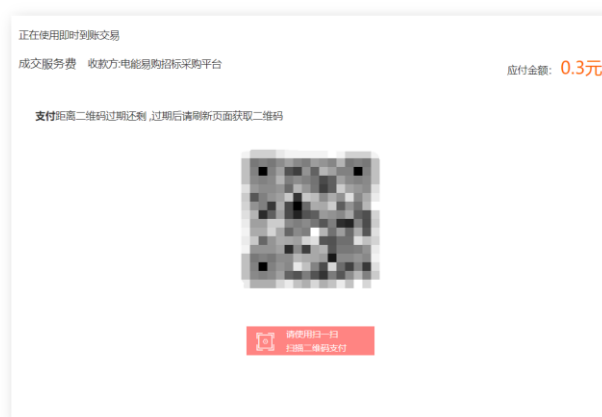 正在使用即时到账交易
成交服务费 收款方:电能易购招标采购平台
应付金额: 0.3元
支付距离二维码过期还剩 ,过期后请刷新页面获取二维码
请使用扫一扫
扫描二维码支付